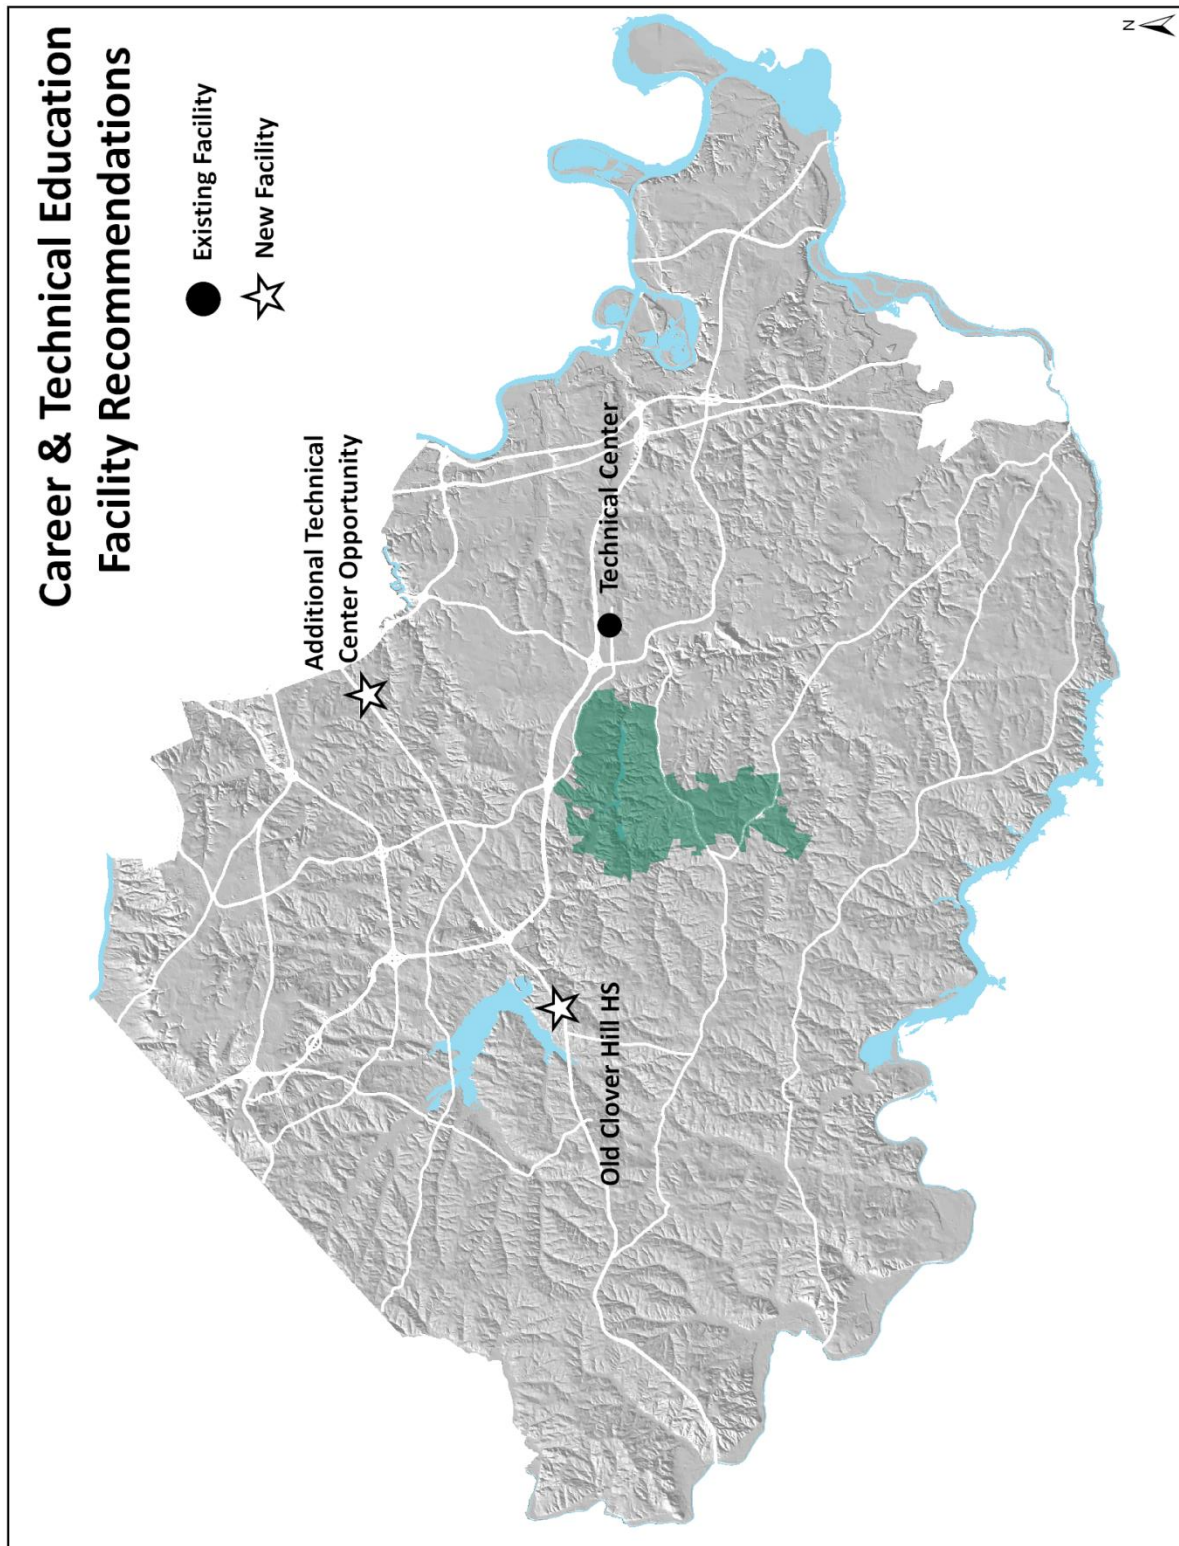 Career & Technical Education
Facility Recommendations
Existing Facility
New Facility
Additional Technical
Center Opportunity
Technical Center
Old Clover Hill HS
N